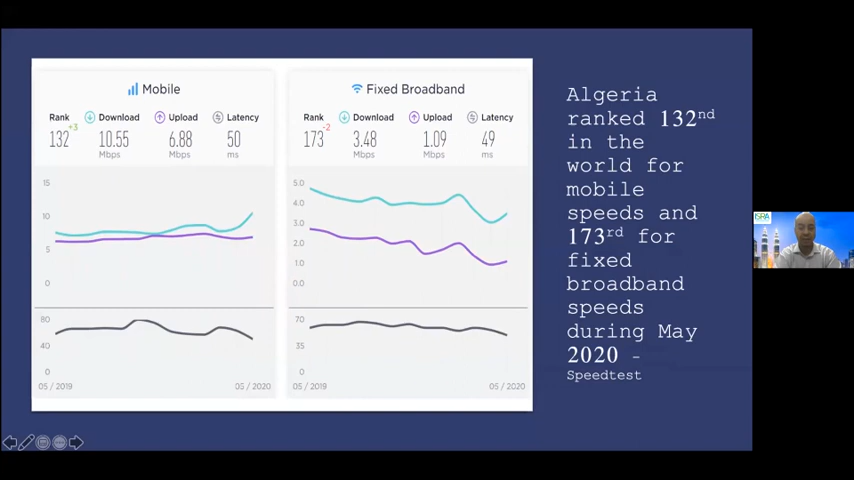 Mobile
Rank Download Upload Latency
132 +3 10.55 6.88 50
Mbps Mbps ms
15
10
5
0
80
40
0
05 / 2019 05 / 2020
Fixed Broadband
Rank Download Upload Latency
173 -2 3.48 1.09 49
Mbps Mbps ms
5.0
4.0
3.0
2.0
1.0
0.0
70
35
0
05 / 2019 05 / 2020
Algeria
ranked 132nd
in the
world for
mobile
speeds and
173rd for
fixed
broadband
speeds
during May
2020 –
Speedtest
ISRA